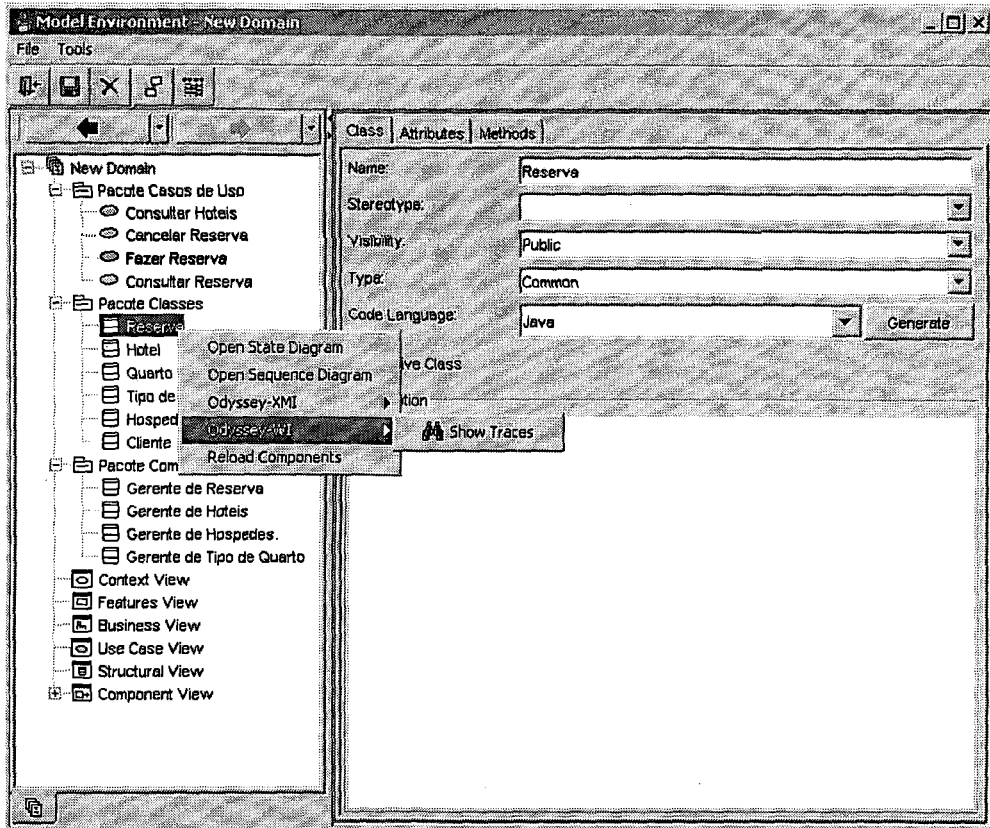 Model Environment - New Domain
File Tools
Class Attributes Methods
New Domain
Pacote Casos de Uso
Consultar Hoteis
Cancelar Reserva
Fazer Reserva
Consultar Reserva
Pacote Classes
Reserva
Hotel
Quarto
Tipo de
Hosped
Cliente
Pacote Com
Gerente de Reserva
Gerente de Hoteis
Gerente de Hospedes.
Gerente de Tipo de Quarto
Context View
Features View
Business View
Use Case View
Structural View
Component View
Open State Diagram
Open Sequence Diagram
Odyssey-XMI
Odyssey-WI
Reload Components
Show Traces
Name: Reserva
Stereotype:
Visibility: Public
Type: Common
Code Language: Java Generate
ive Class
tion